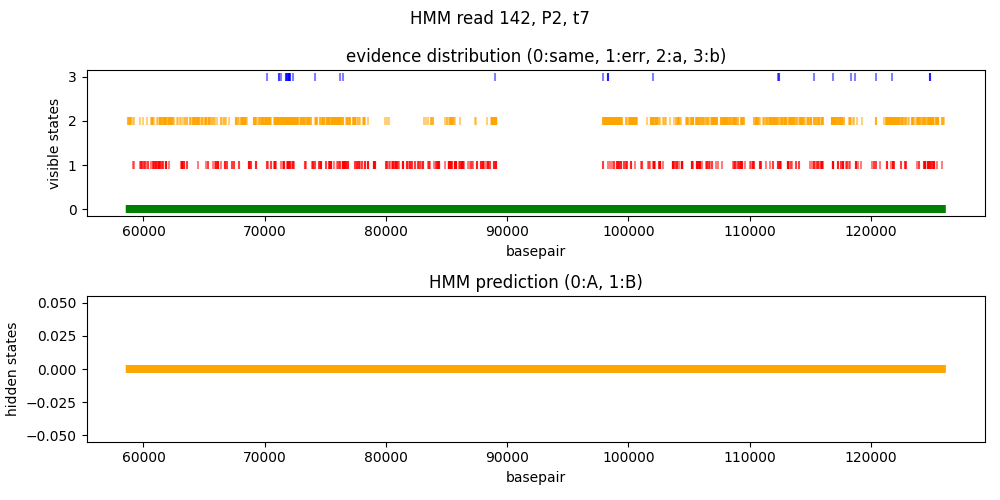 HMM read 142, P2, t7
evidence distribution (0:same, 1:err, 2:a, 3:b)
visible states
3
2
1
0
60000 70000 80000 90000 100000 110000 120000
basepair
HMM prediction (0:A, 1:B)
hidden states
0.050
0.025
0.000
−0.025
−0.050
60000 70000 80000 90000 100000 110000 120000
basepair